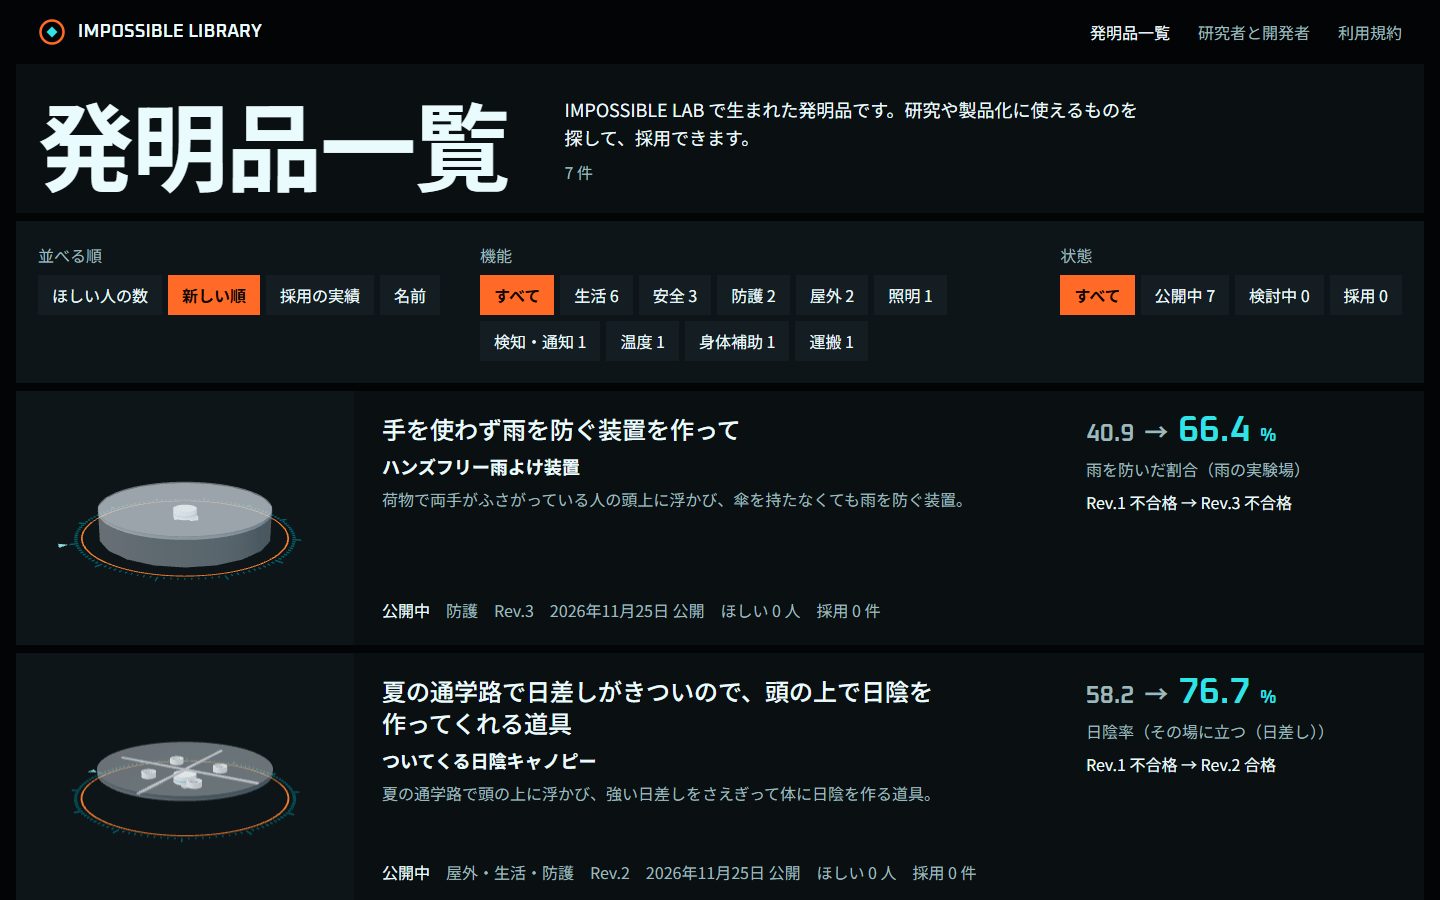 IMPOSSIBLE LIBRARY
発明品一覧
研究者と開発者
利用規約
発明品一覧
IMPOSSIBLE LAB で生まれた発明品です。研究や製品化に使えるものを
探して、採用できます。
7 件
並べる順
ほしい人の数
新しい順
採用の実績
名前
機能
すべて
生活 6
安全 3
防護 2
屋外 2
照明 1
検知・通知 1
温度 1
身体補助 1
運搬 1
状態
すべて
公開中 7
検討中 0
採用 0
手を使わず雨を防ぐ装置を作って
ハンズフリー雨よけ装置
荷物で両手がふさがっている人の頭上に浮かび、傘を持たなくても雨を防ぐ装置。
公開中 防護 Rev.3 2026年11月25日 公開 ほしい 0 人 採用 0 件
40.9 → 66.4 %
雨を防いだ割合（雨の実験場）
Rev.1 不合格 → Rev.3 不合格
夏の通学路で日差しがきついので、頭の上で日陰を
作ってくれる道具
ついてくる日陰キャノピー
夏の通学路で頭の上に浮かび、強い日差しをさえぎって体に日陰を作る道具。
公開中 屋外・生活・防護 Rev.2 2026年11月25日 公開 ほしい 0 人 採用 0 件
58.2 → 76.7 %
日陰率（その場に立つ（日差し））
Rev.1 不合格 → Rev.2 合格